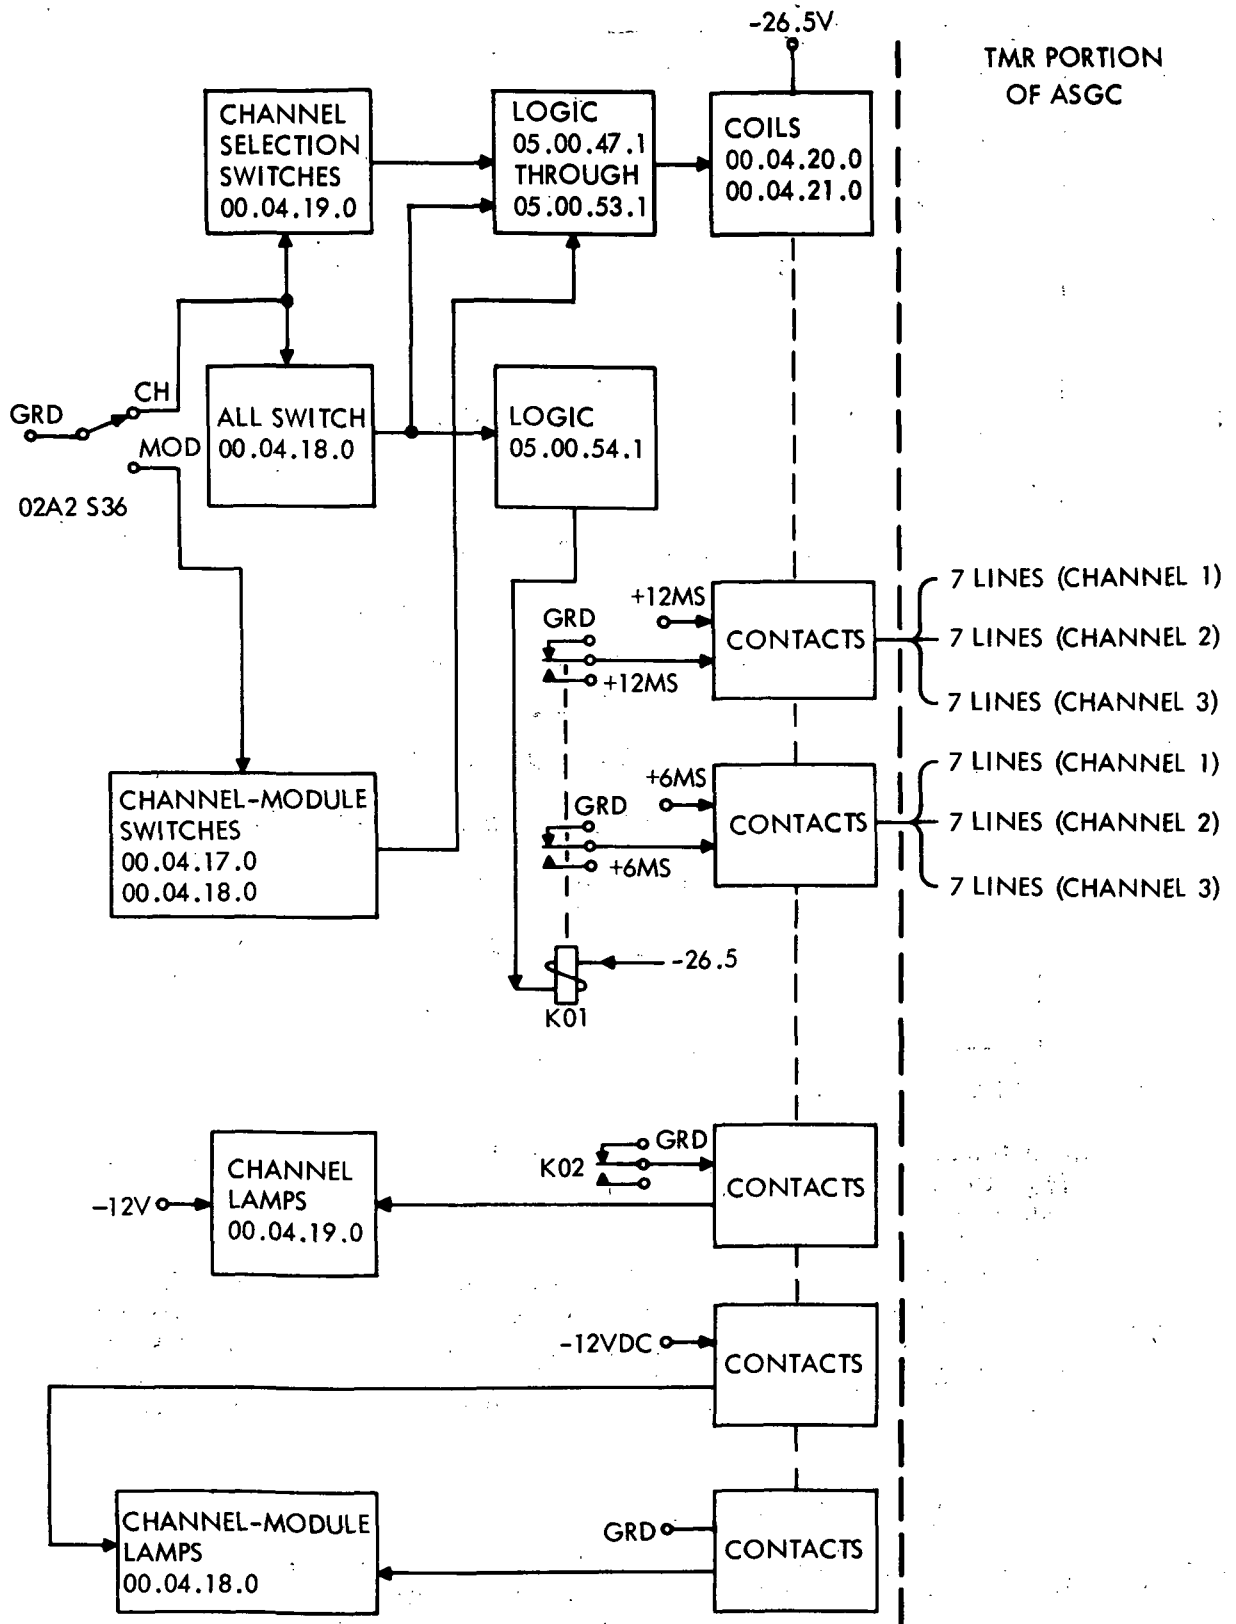 -26.5V
TMR PORTION
OF ASGC
CHANNEL
SELECTION
SWITCHES
00.04.19.0
LOGIC
05.00.47.1
THROUGH
05.00.53.1
COILS
00.04.20.0
00.04.21.0
CH
GRD
MOD
02A2 S36
ALL SWITCH
00.04.18.0
LOGIC
05.00.54.1
+12MS
GRD
+12MS
CONTACTS
7 LINES (CHANNEL 1)
7 LINES (CHANNEL 2)
7 LINES (CHANNEL 3)
CHANNEL-MODULE
SWITCHES
00.04.17.0
00.04.18.0
+6MS
GRD
+6MS
CONTACTS
7 LINES (CHANNEL 1)
7 LINES (CHANNEL 2)
7 LINES (CHANNEL 3)
-26.5
K01
-12V
CHANNEL
LAMPS
00.04.19.0
K02
GRD
CONTACTS
-12VDC
CONTACTS
CHANNEL-MODULE
LAMPS
00.04.18.0
GRD
CONTACTS